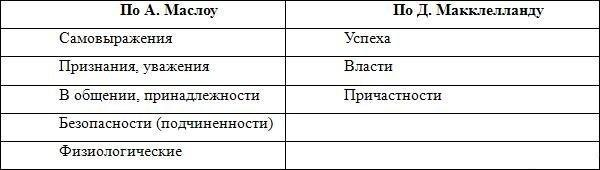 По А. Маслоу По Д. Макклелланду
Самовыражения Успеха
Признания, уважения Власти
В общении, принадлежности Причастности
Безопасности (подчиненности)
Физиологические